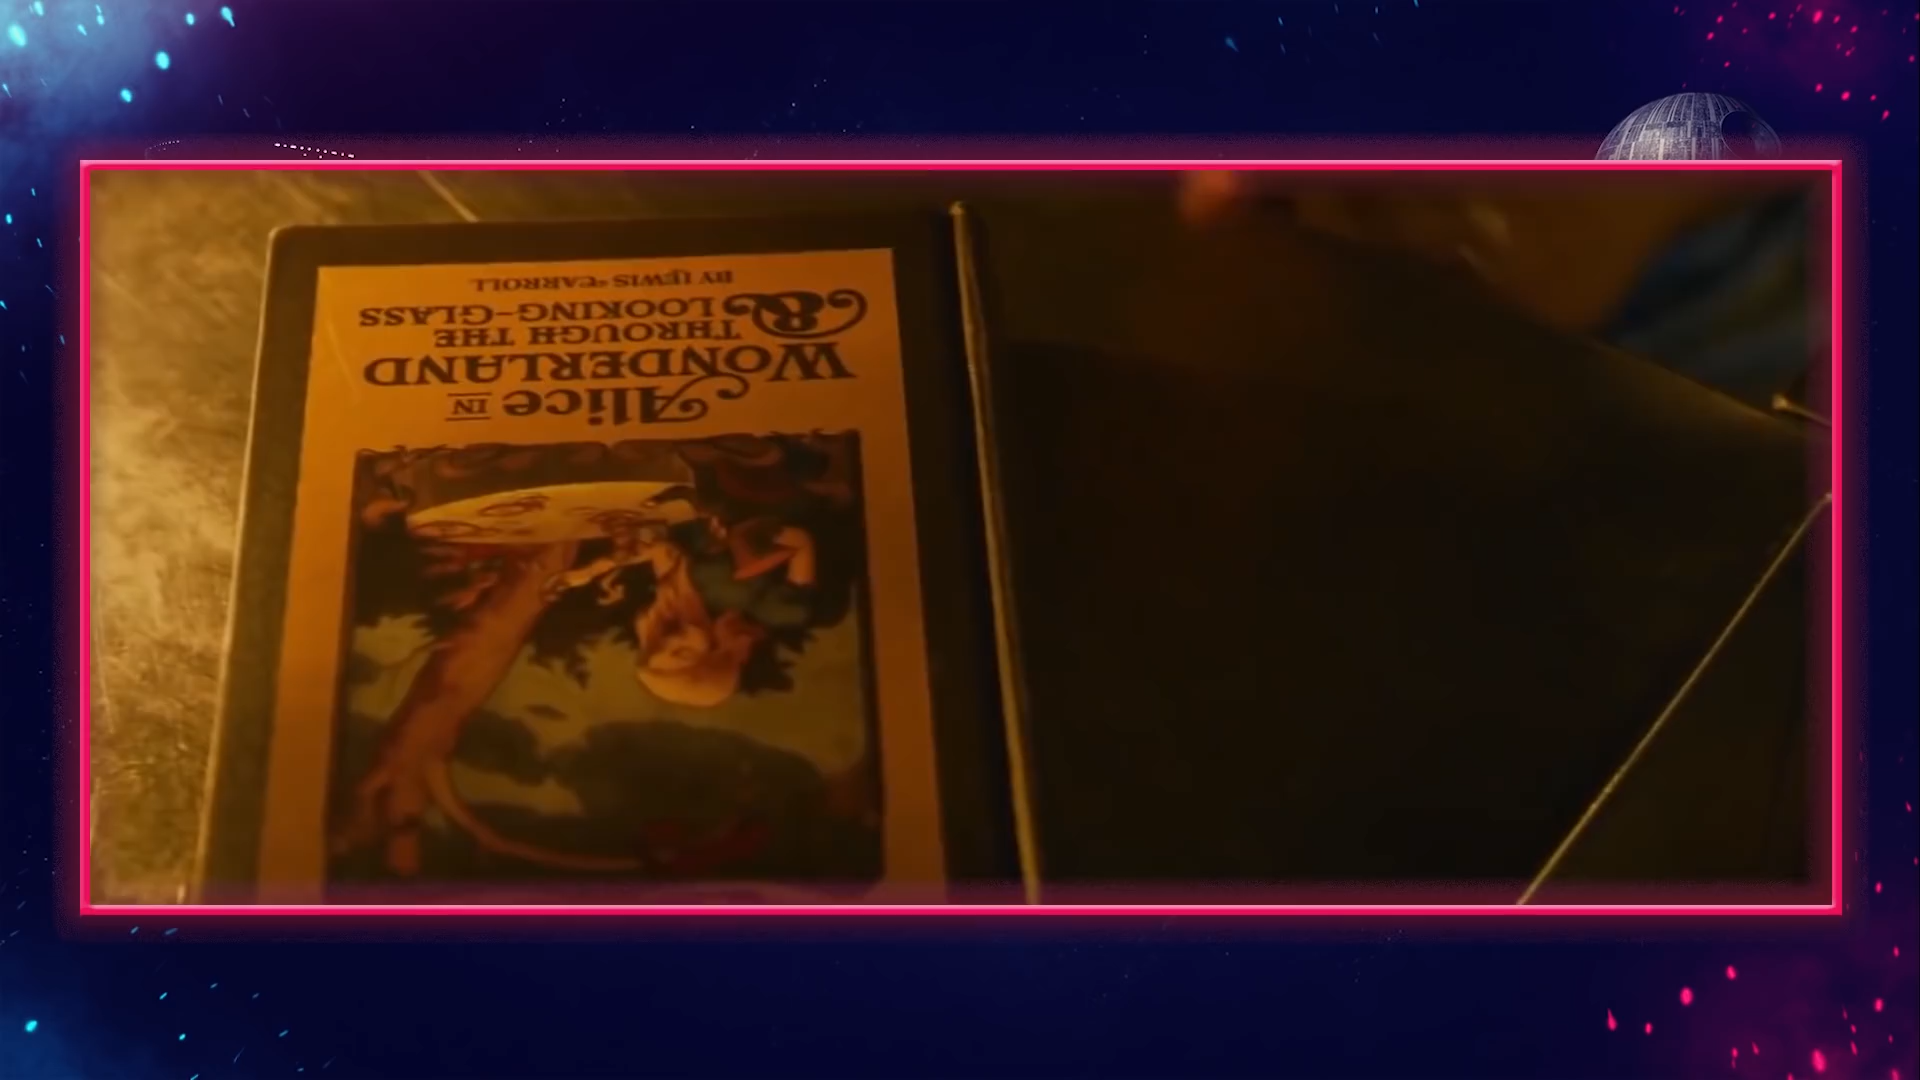 Alice IN
WONDERLAND
& THROUGH THE
LOOKING-GLASS
BY LEWIS CARROLL